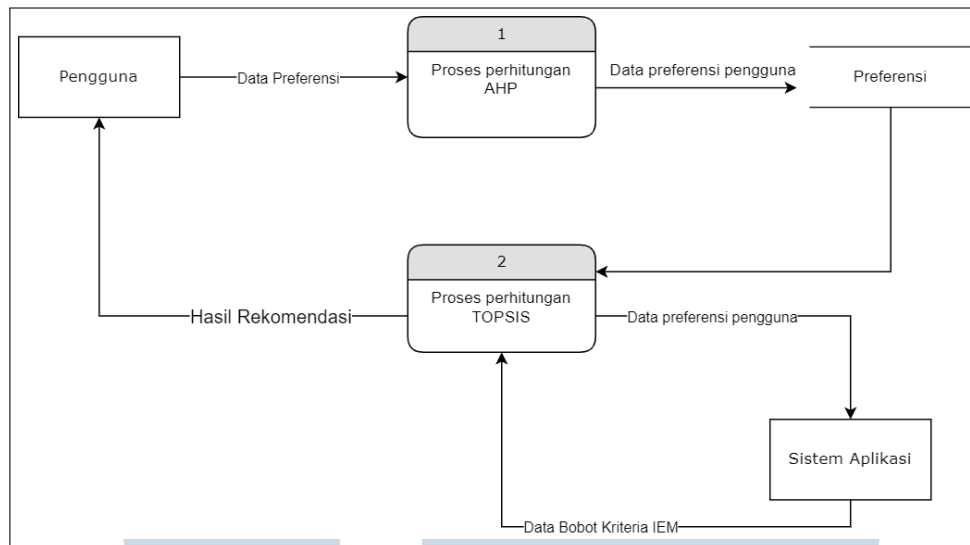 1
Pengguna
Data Preferensi
Proses perhitungan
AHP
Data preferensi pengguna
Preferensi
2
Hasil Rekomendasi
Proses perhitungan
TOPSIS
Data preferensi pengguna
Sistem Aplikasi
Data Bobot Kriteria IEM